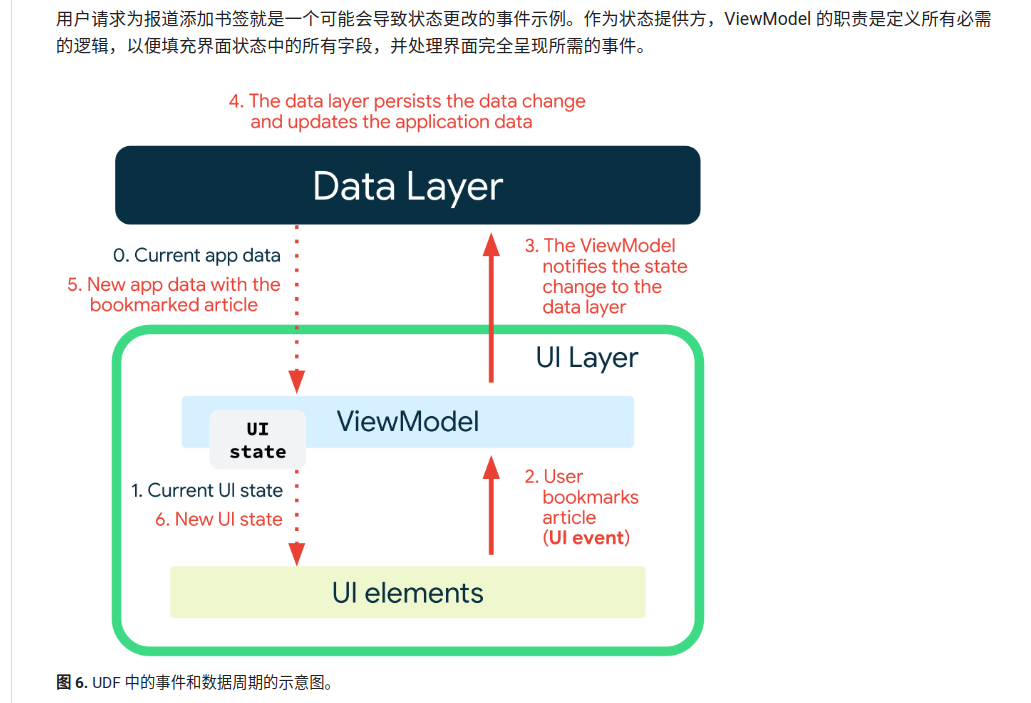 用户请求为报道添加书签就是一个可能会导致状态更改的事件示例。作为状态提供方，ViewModel 的职责是定义所有必需
的逻辑，以便填充界面状态中的所有字段，并处理界面完全呈现所需的事件。
4. The data layer persists the data change
and updates the application data
Data Layer
0. Current app data
5. New app data with the
bookmarked article
3. The ViewModel
notifies the state
change to the
data layer
UI Layer
ViewModel
UI
state
1. Current UI state
6. New UI state
2. User
bookmarks
article
(UI event)
UI elements
图 6. UDF 中的事件和数据周期的示意图。